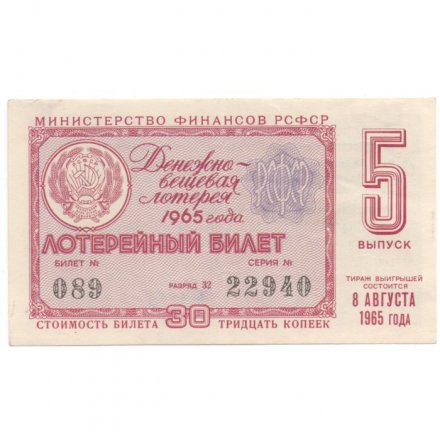 МИНИСТЕРСТВО ФИНАНСОВ РСФСР
Денежно-
вещевая
лотерея
1965 года
РСФСР
ЛОТЕРЕЙНЫЙ БИЛЕТ
БИЛЕТ № СЕРИЯ №
089 РАЗРЯД 32 22940
СТОИМОСТЬ БИЛЕТА 30 ТРИДЦАТЬ КОПЕЕК
5
ВЫПУСК
ТИРАЖ ВЫИГРЫШЕЙ
СОСТОИТСЯ
8 АВГУСТА
1965 ГОДА